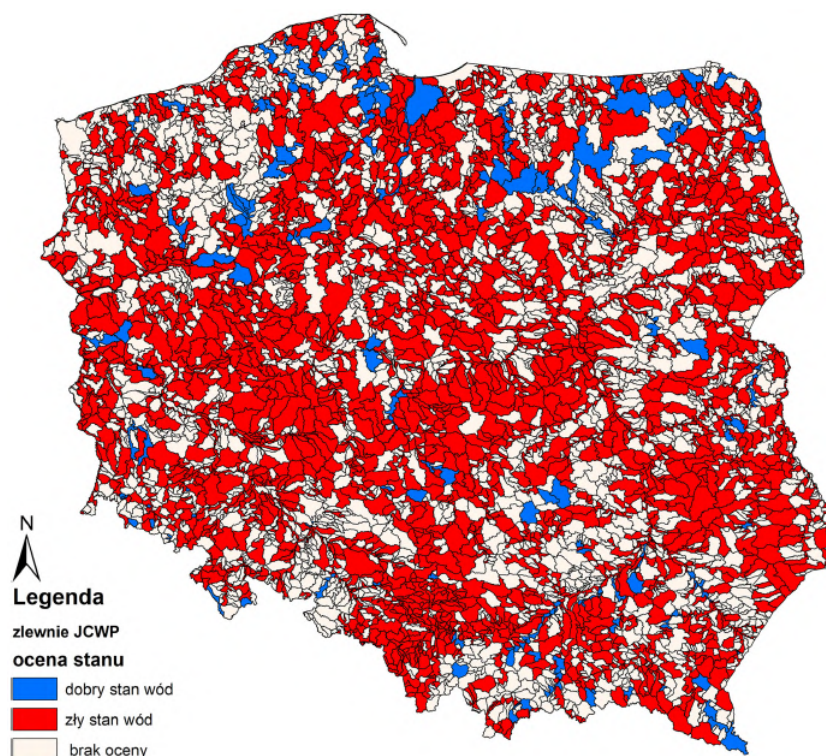 N
Legenda
zlewnie JCWP
ocena stanu
dobry stan wód
zły stan wód
brak oceny